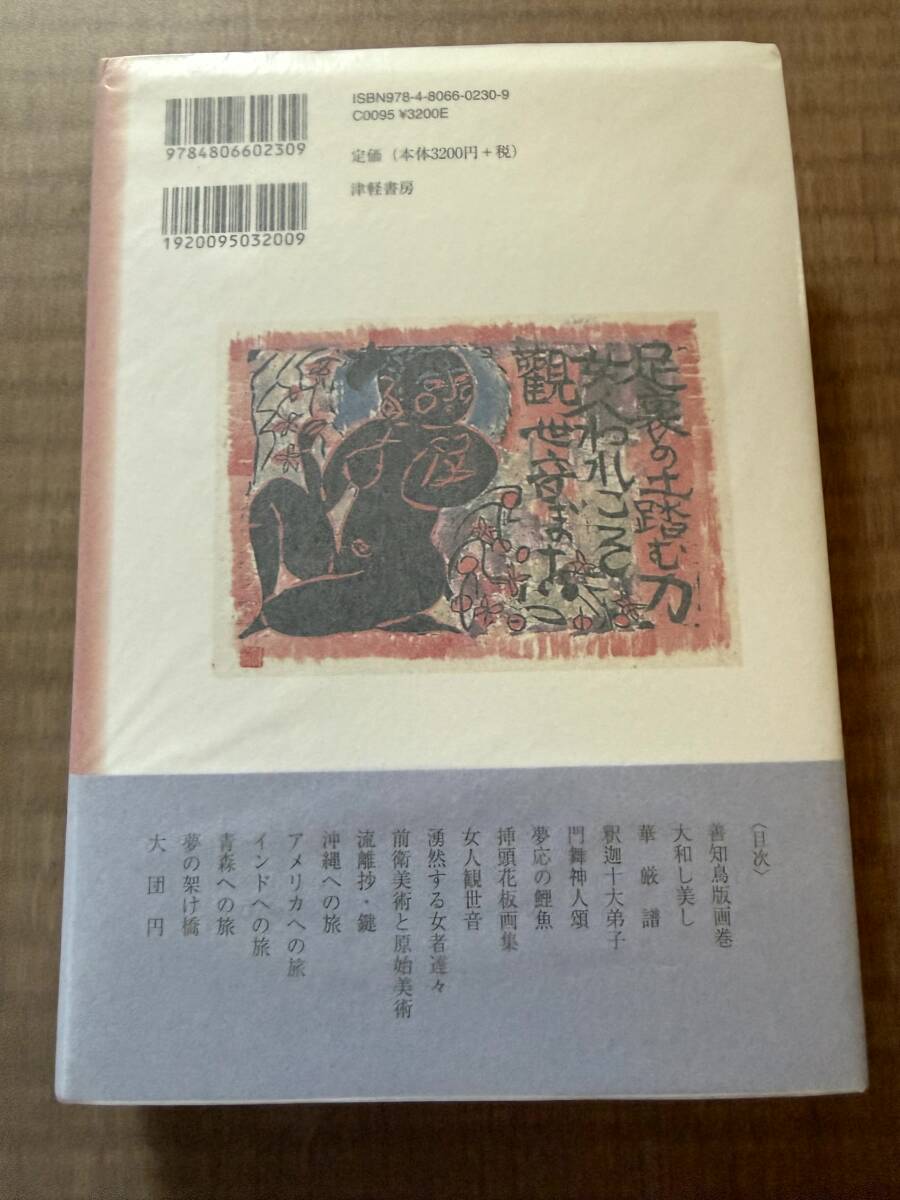 ISBN978-4-8066-0230-9
C0095 ¥3200E
9784806602309
定価（本体3200円+税）
津軽書房
1920095032009
足裏の土踏む力
女人われこそ
観世音
〈目次〉
善知鳥版画巻
大和し美し
華厳譜
釈迦十大弟子
門舞神人頌
夢応の鯉魚
挿頭花板画集
女人観世音
湧然する女者達々
前衛美術と原始美術
流離抄・鍵
沖縄への旅
アメリカへの旅
インドへの旅
青森への旅
夢の架け橋
大団円